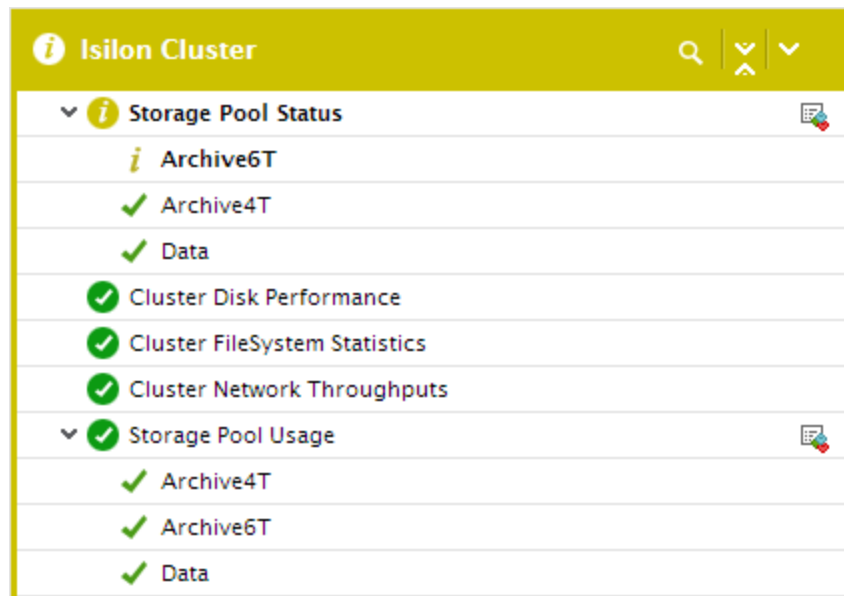 Isilon Cluster
Storage Pool Status
Archive6T
Archive4T
Data
Cluster Disk Performance
Cluster FileSystem Statistics
Cluster Network Throughputs
Storage Pool Usage
Archive4T
Archive6T
Data